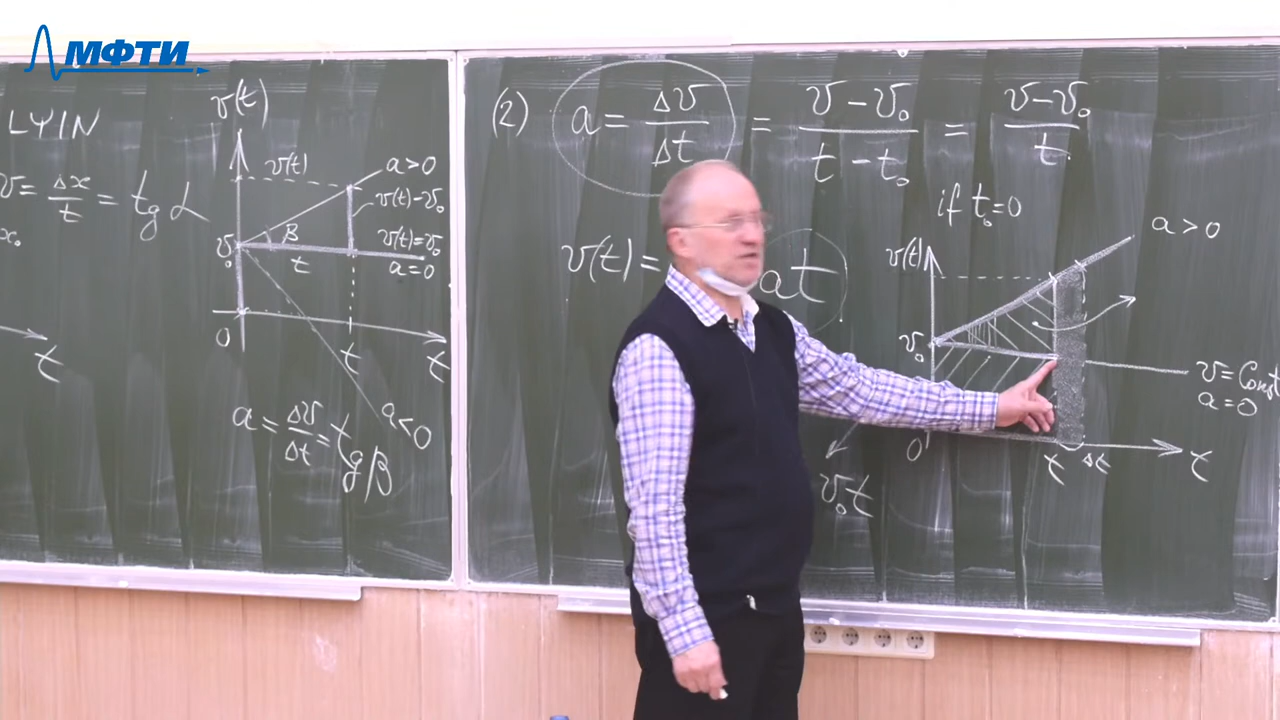 МФТИ
LYIN
v = Δx/t = tg α
x₀
t
v(t)
v(t)
a > 0
v(t) - v₀
v₀
β
v(t) = v₀
t
a = 0
0
t
t
a = Δv/Δt = tg β
a < 0
(2) a = Δv/Δt = (v - v₀)/(t - t₀) = (v - v₀)/t
if t₀ = 0
v(t) =
at
a > 0
v(t)
v₀
v = Const
a = 0
0
t Δt
t
v₀t